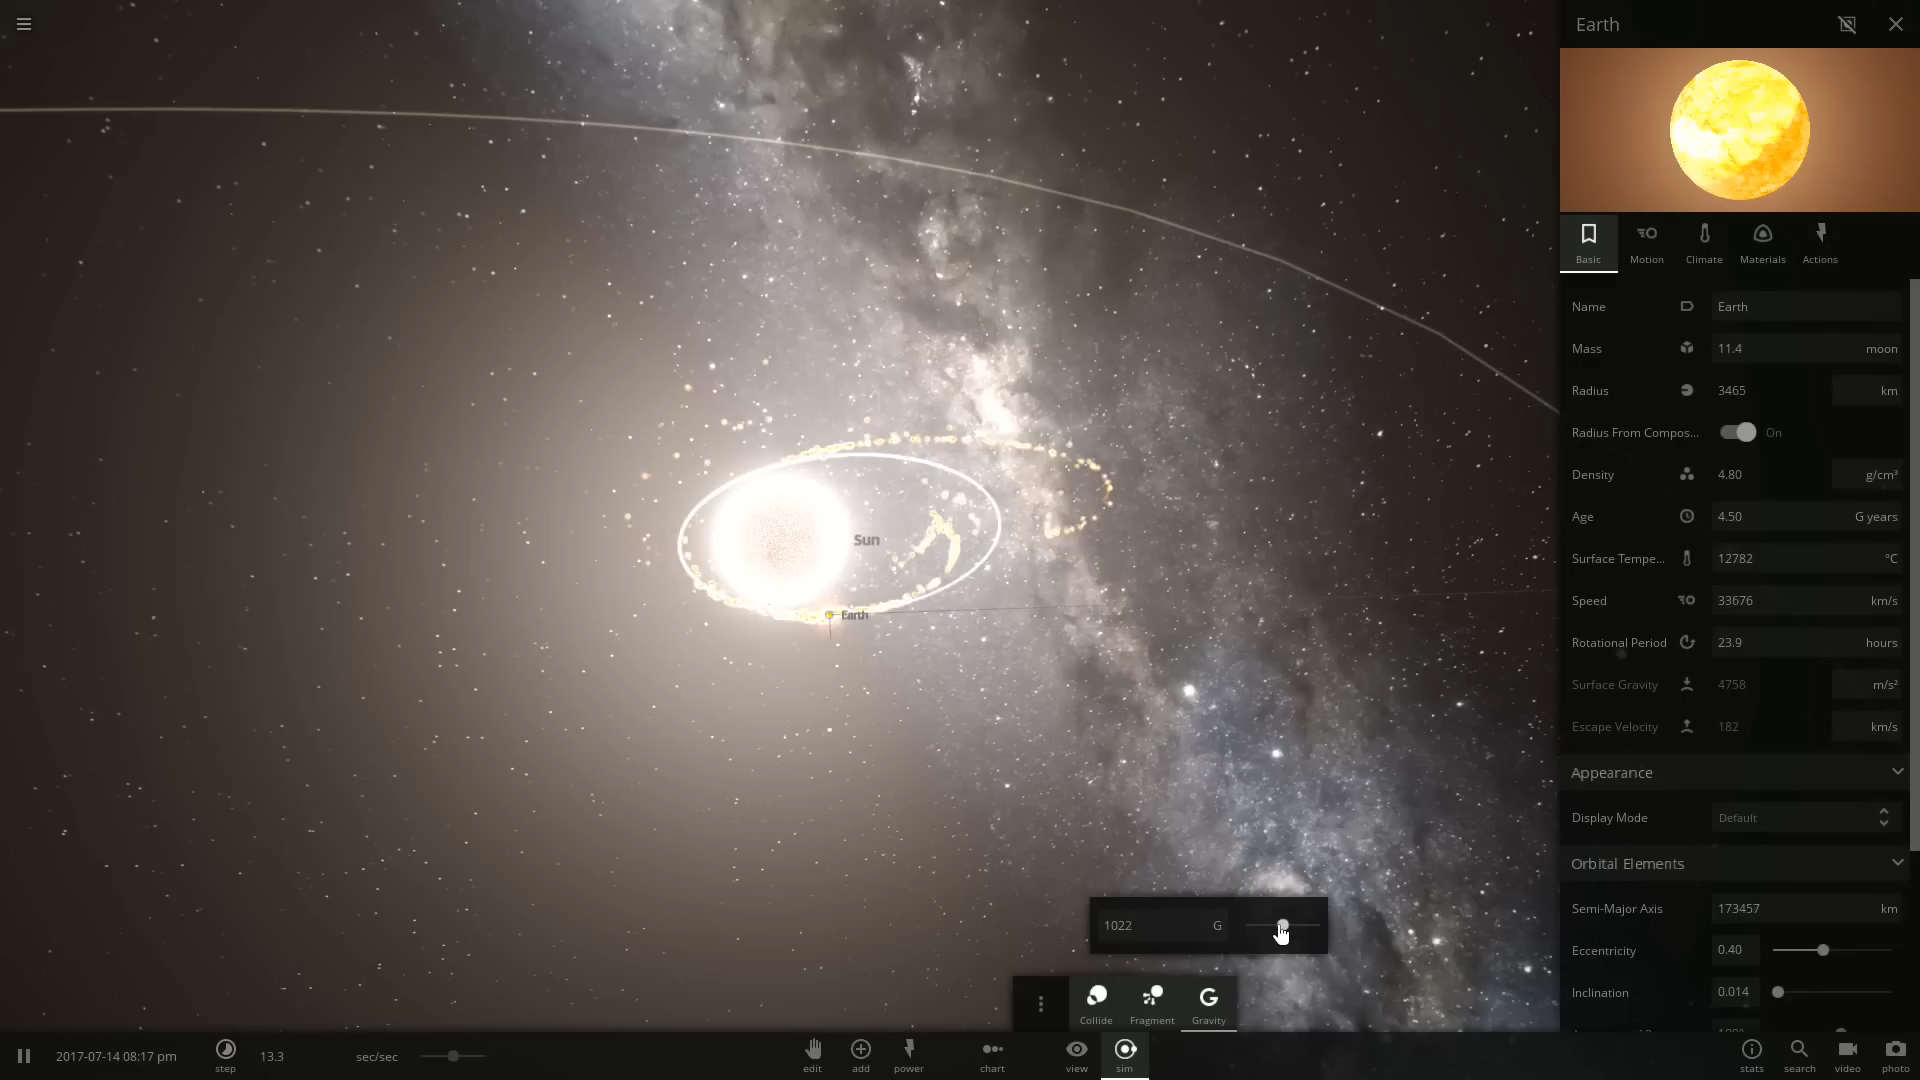 Earth
Basic
Motion
Climate
Materials
Actions
Name Earth
Mass 11.4 moon
Radius 3465 km
Radius From Compos... On
Density 4.80 g/cm³
Age 4.50 G years
Surface Tempe... 12782 °C
Speed 33676 km/s
Rotational Period 23.9 hours
Surface Gravity 4758 m/s²
Escape Velocity 182 km/s
Appearance
Display Mode Default
Orbital Elements
Semi-Major Axis 173457 km
Eccentricity 0.40
Inclination 0.014
Sun
Earth
1022 G
Collide
Fragment
Gravity
2017-07-14 08:17 pm
step
13.3 sec/sec
edit
add
power
chart
view
sim
stats
search
video
photo